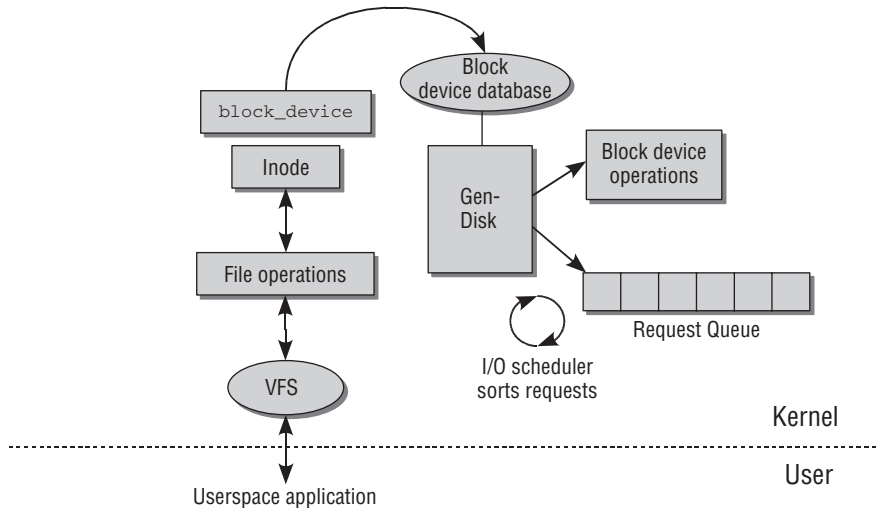 Block
device database
block_device
Inode
Block device
operations
Gen-
Disk
File operations
Request Queue
I/O scheduler
sorts requests
VFS
Kernel
User
Userspace application